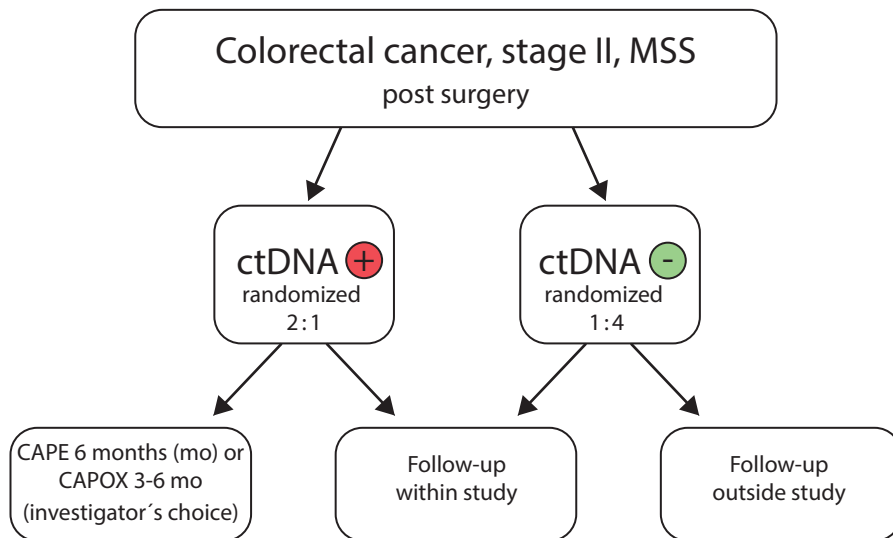 Colorectal cancer, stage II, MSS
post surgery
ctDNA +
randomized
2:1
ctDNA -
randomized
1:4
CAPE 6 months (mo) or
CAPOX 3-6 mo
(investigator´s choice)
Follow-up
within study
Follow-up
outside study